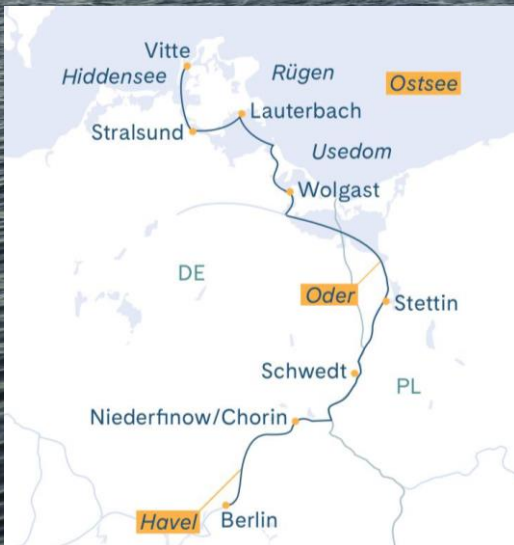 Vitte
Hiddensee
Rügen
Ostsee
Lauterbach
Stralsund
Usedom
Wolgast
DE
Oder
Stettin
Schwedt
PL
Niederfinow/Chorin
Havel
Berlin